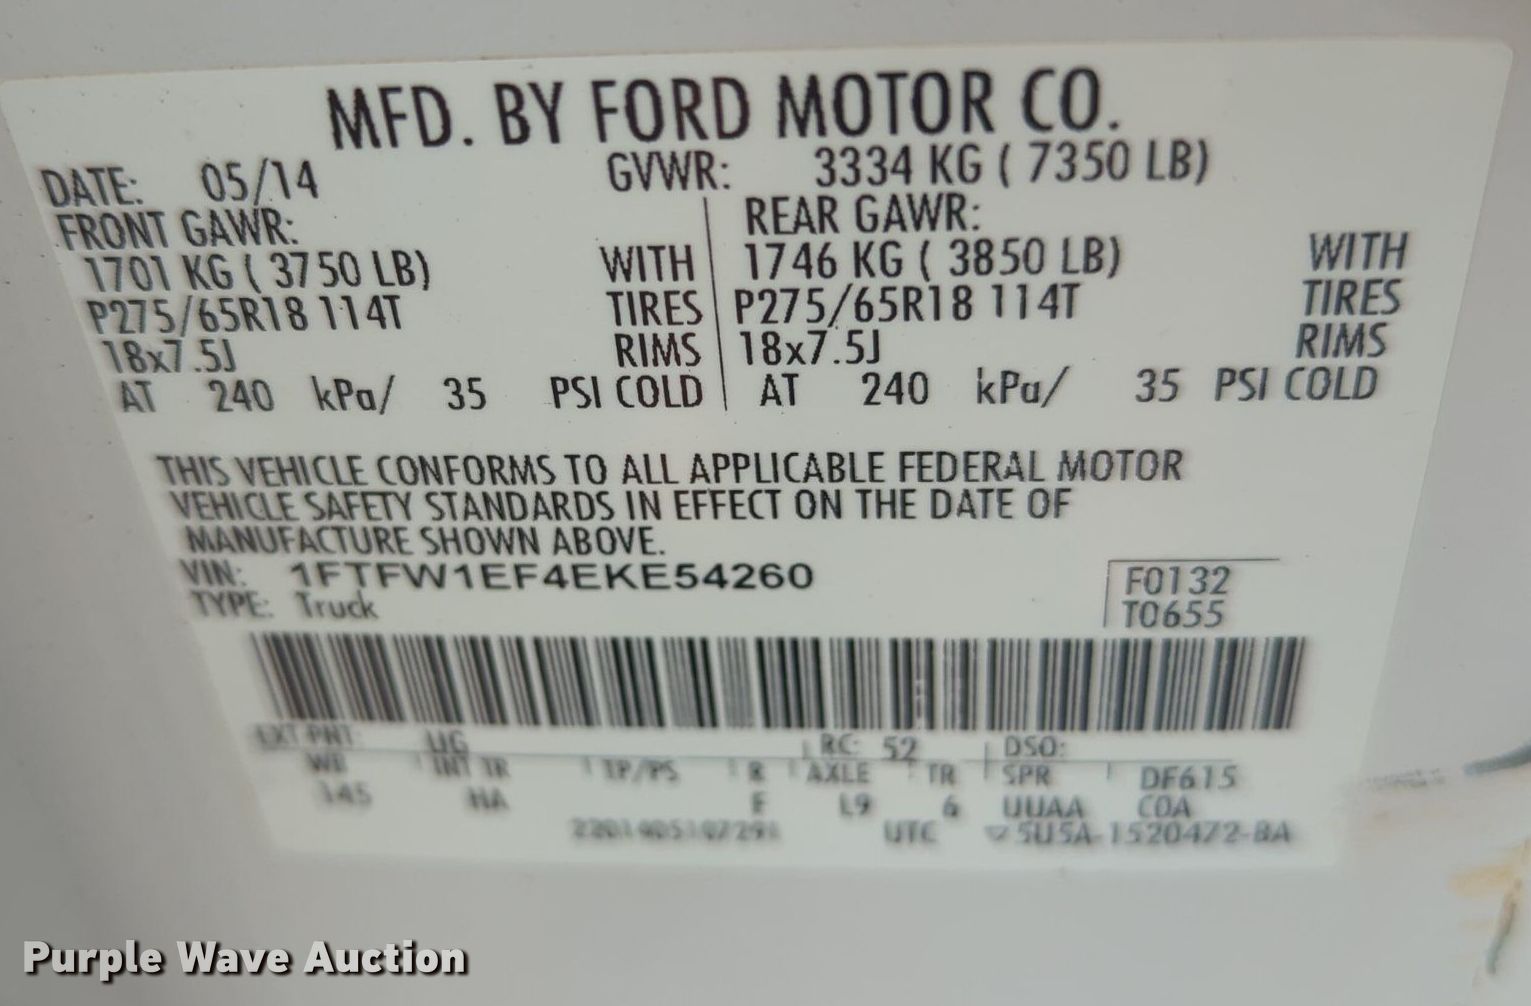 MFD. BY FORD MOTOR CO.
DATE: 05/14 GVWR: 3334 KG ( 7350 LB)
FRONT GAWR: REAR GAWR:
1701 KG ( 3750 LB) WITH 1746 KG ( 3850 LB) WITH
P275/65R18 114T TIRES P275/65R18 114T TIRES
18x7.5J RIMS 18x7.5J RIMS
AT 240 kPa/ 35 PSI COLD AT 240 kPa/ 35 PSI COLD
THIS VEHICLE CONFORMS TO ALL APPLICABLE FEDERAL MOTOR
VEHICLE SAFETY STANDARDS IN EFFECT ON THE DATE OF
MANUFACTURE SHOWN ABOVE.
VIN: 1FTFW1EF4EKE54260 F0132
TYPE: Truck T0655
EXT PNT: RC: 52 DSO:
WB INT TR TP/PS R AXLE TR SPR DF615
145 F L9 6 UUAA C0A
UTC 5U5A-1520472-BA
Purple Wave Auction